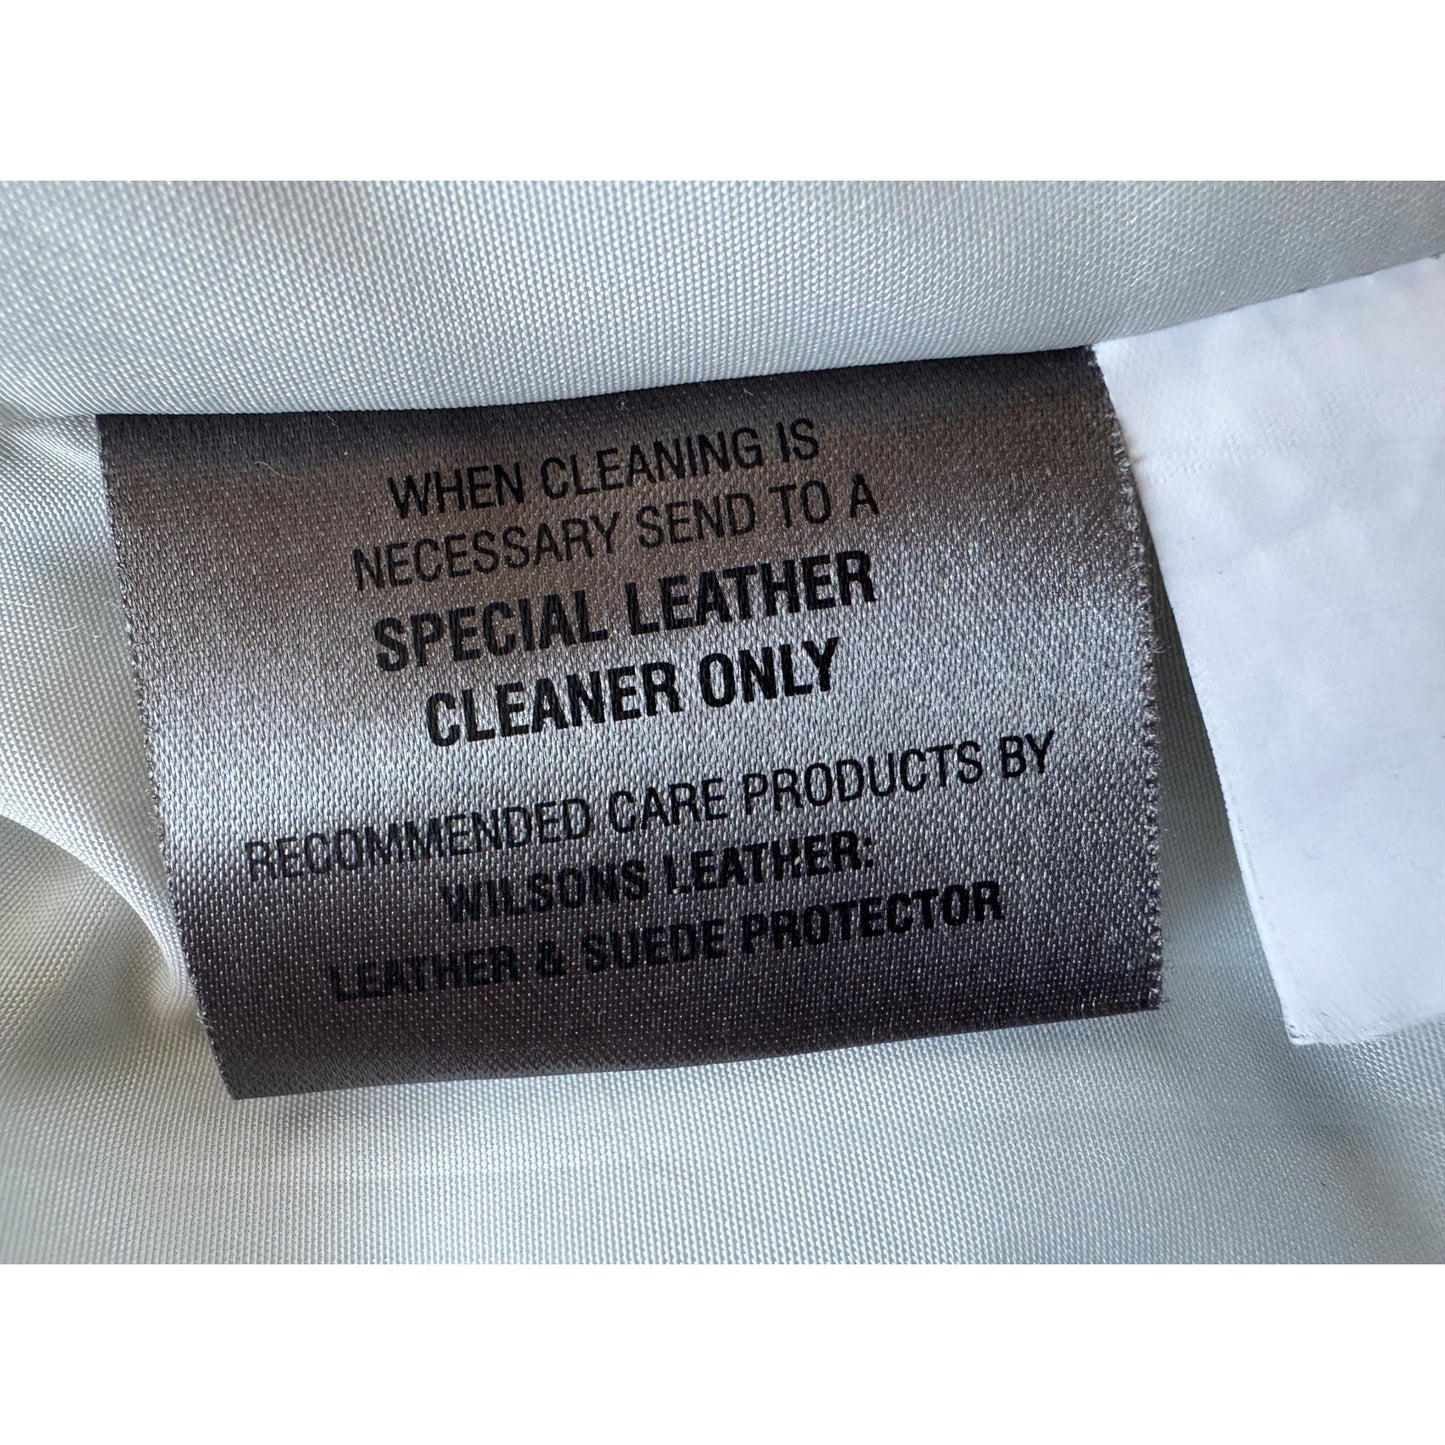 WHEN CLEANING IS
NECESSARY SEND TO A
SPECIAL LEATHER
CLEANER ONLY
RECOMMENDED CARE PRODUCTS BY
WILSONS LEATHER:
LEATHER & SUEDE PROTECTOR